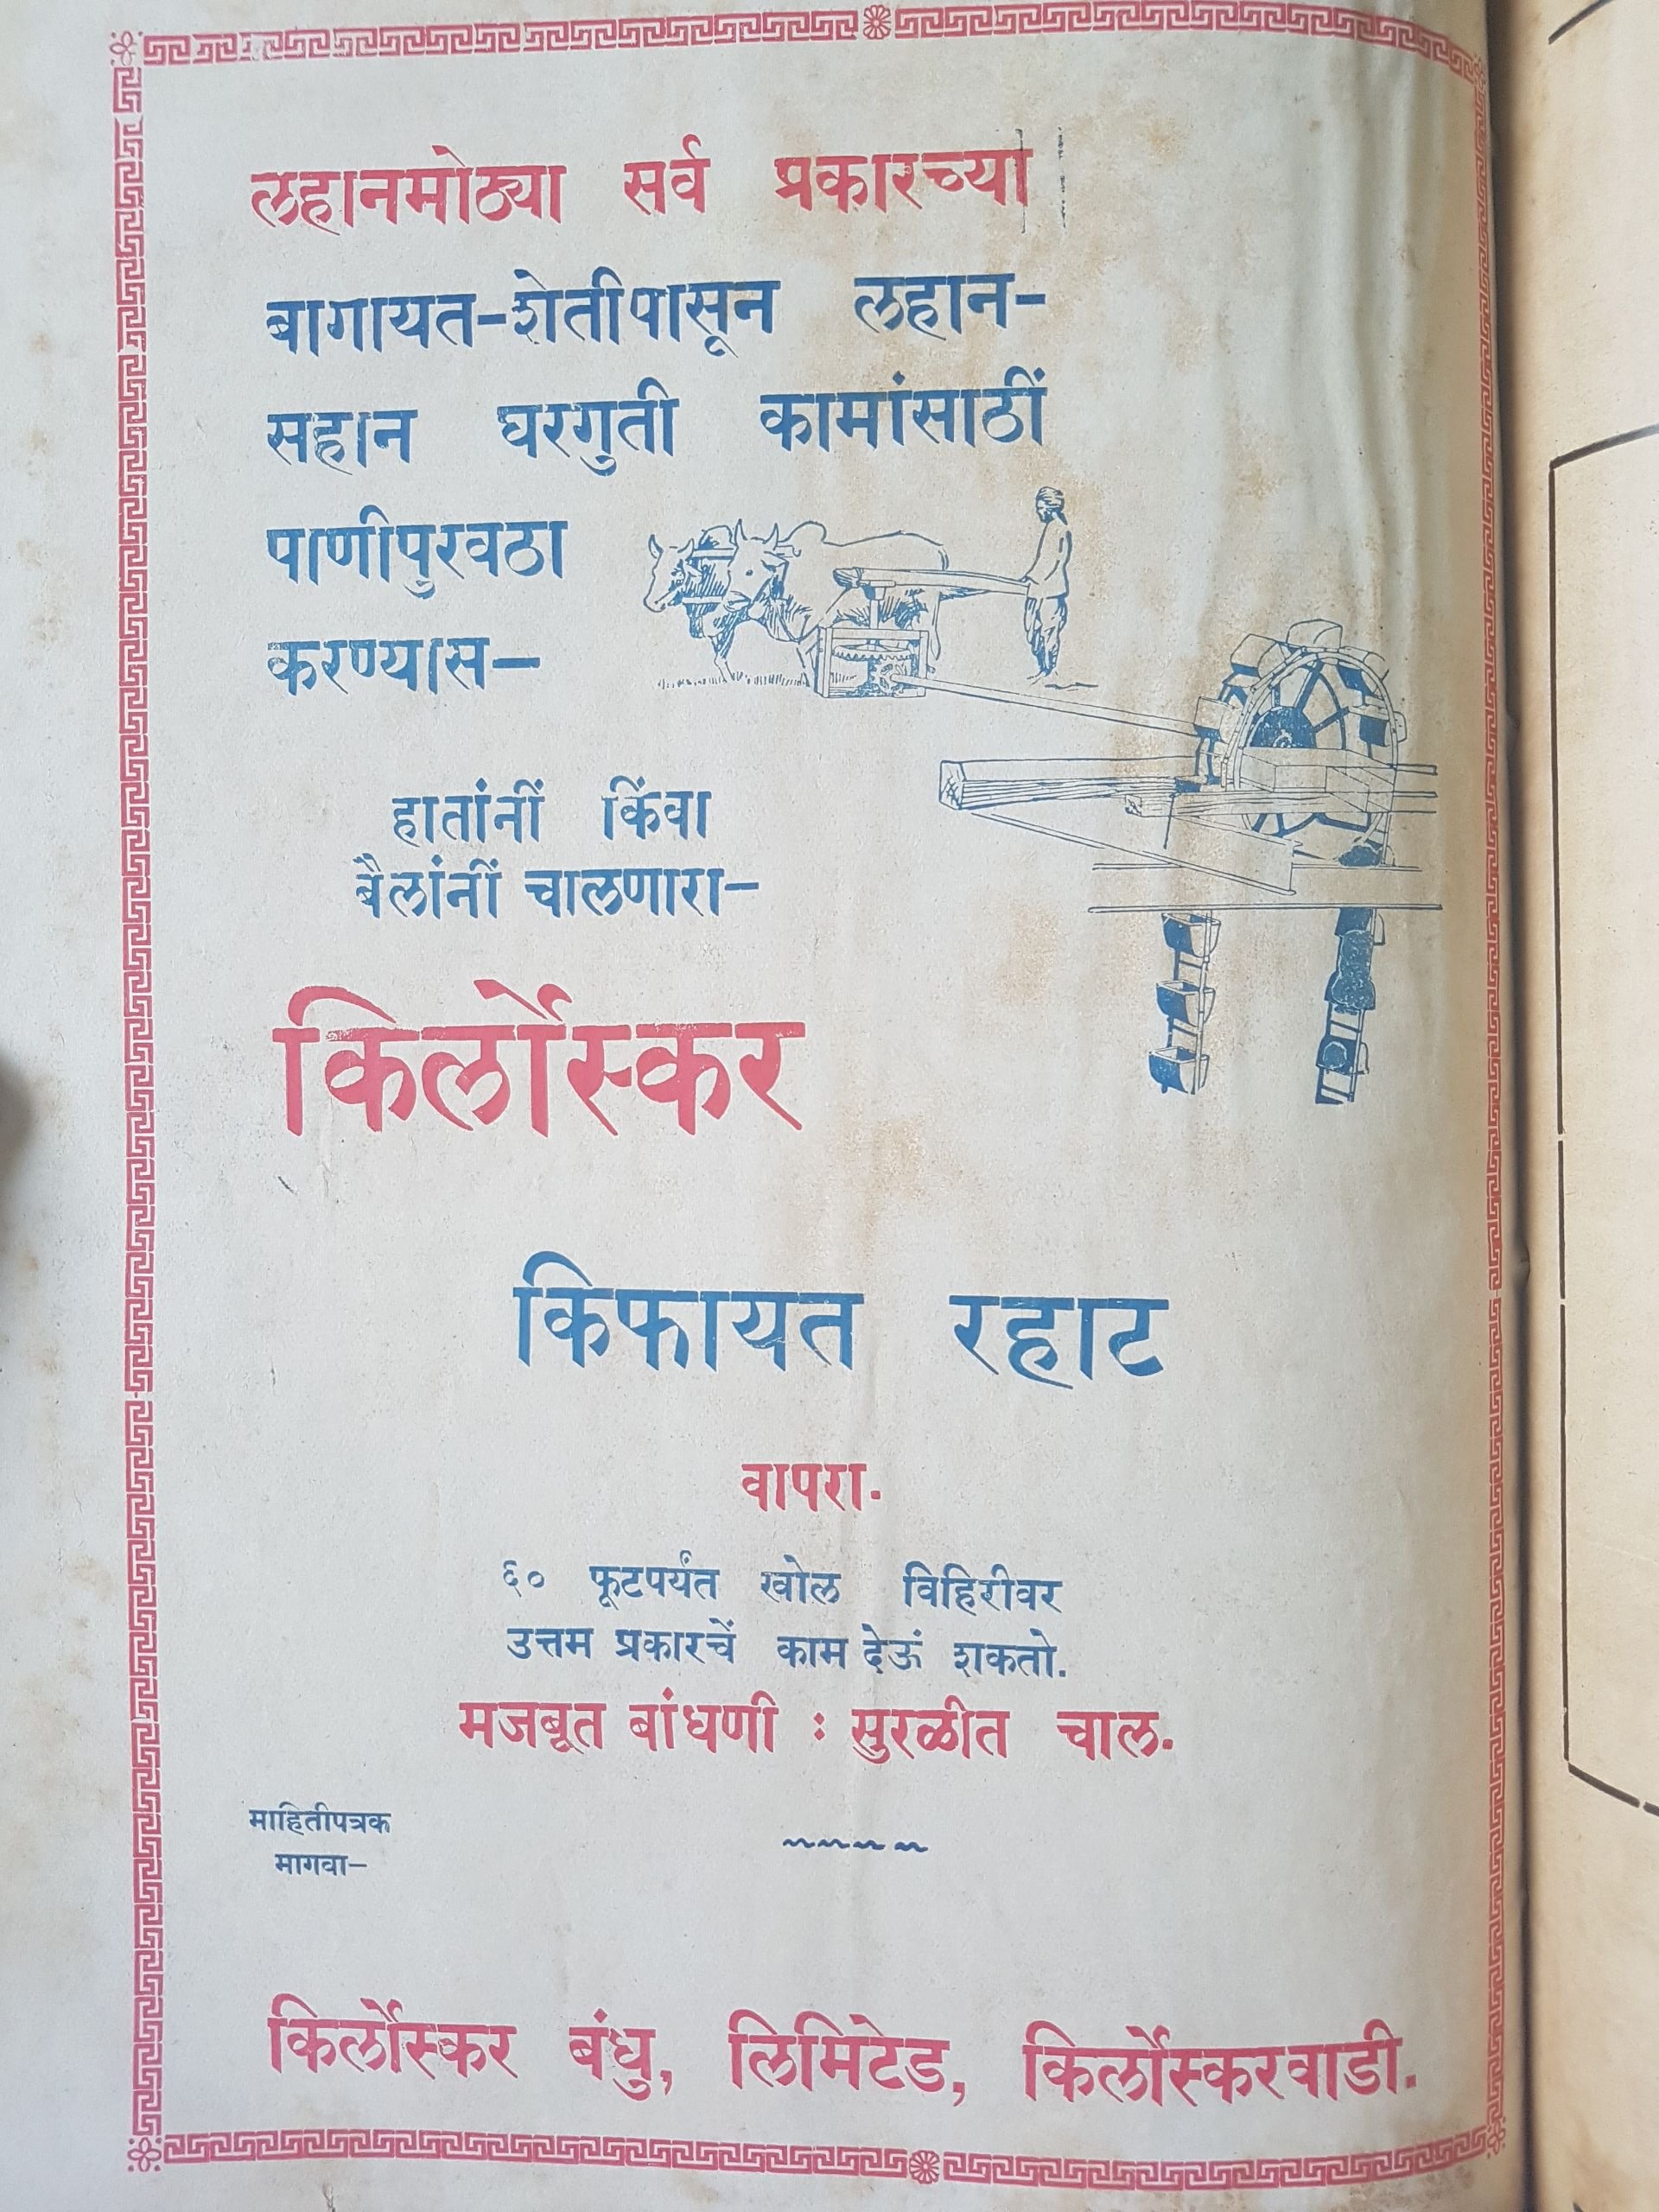 लहानमोठ्या सर्व प्रकारच्या
बागायत-शेतीपासून लहान-
सहान घरगुती कामांसाठीं
पाणीपुरवठा
करण्यास—
हातांनीं किंवा
बैलांनीं चालणारा—
किर्लोस्कर
किफायत रहाट
वापरा.
६० फूटपर्यंत खोल विहिरीवर
उत्तम प्रकारचें काम देऊं शकतो.
मजबूत बांधणी : सुरळीत चाल.
माहितीपत्रक
मागवा—
किर्लोस्कर बंधु, लिमिटेड, किर्लोस्करवाडी.